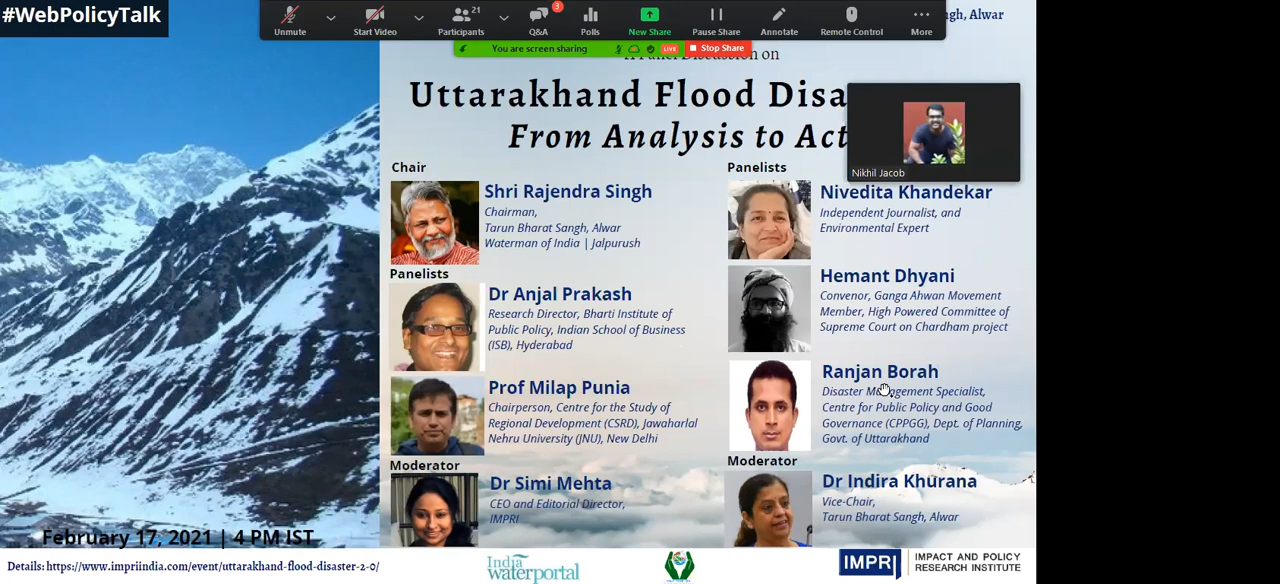 #WebPolicyTalk
Unmute
Start Video
21
Participants
3
Q&A
Polls
New Share
Pause Share
Annotate
Remote Control
More
ngh, Alwar
You are screen sharing
LIVE
Stop Share
A Panel Discussion on
Uttarakhand Flood Disa
From Analysis to Act
Nikhil Jacob
Chair
Shri Rajendra Singh
Chairman,
Tarun Bharat Sangh, Alwar
Waterman of India | Jalpurush
Panelists
Dr Anjal Prakash
Research Director, Bharti Institute of
Public Policy, Indian School of Business
(ISB), Hyderabad
Prof Milap Punia
Chairperson, Centre for the Study of
Regional Development (CSRD), Jawaharlal
Nehru University (JNU), New Delhi
Moderator
Dr Simi Mehta
CEO and Editorial Director,
IMPRI
Panelists
Nivedita Khandekar
Independent Journalist, and
Environmental Expert
Hemant Dhyani
Convenor, Ganga Ahwan Movement
Member, High Powered Committee of
Supreme Court on Chardham project
Ranjan Borah
Disaster Management Specialist,
Centre for Public Policy and Good
Governance (CPPGG), Dept. of Planning,
Govt. of Uttarakhand
Moderator
Dr Indira Khurana
Vice-Chair,
Tarun Bharat Sangh, Alwar
February 17, 2021 | 4 PM IST
Details: https://www.impriindia.com/event/uttarakhand-flood-disaster-2-0/
India
waterportal
IMPRI
IMPACT AND POLICY
RESEARCH INSTITUTE